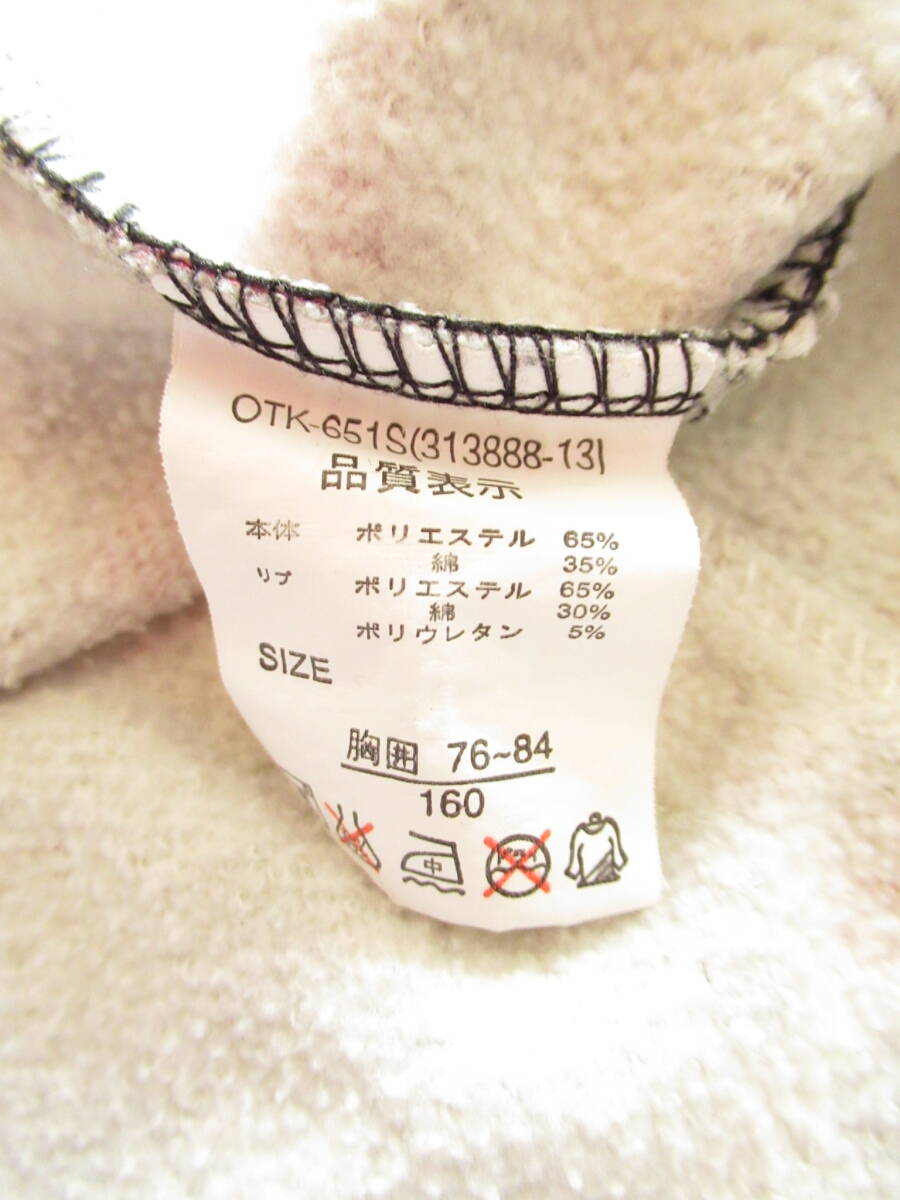 OTK-651S(313888-13)
品質表示
本体 ポリエステル 65%
綿 35%
リブ ポリエステル 65%
綿 30%
ポリウレタン 5%
SIZE
胸囲 76~84
160
中